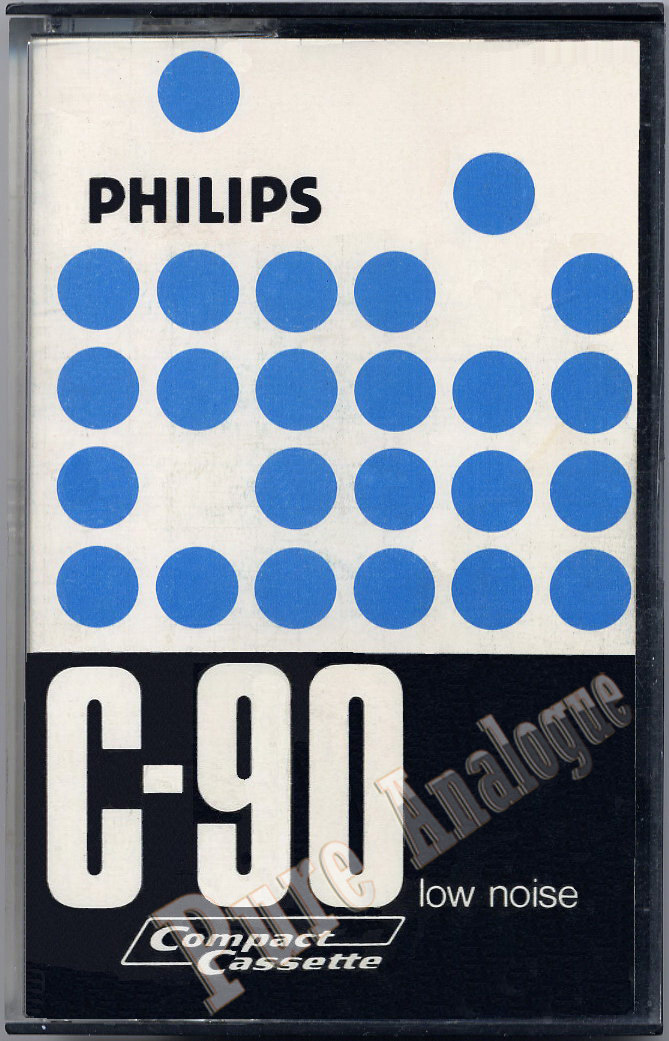 PHILIPS
C-90
low noise
Compact
Cassette
Pure Analogue